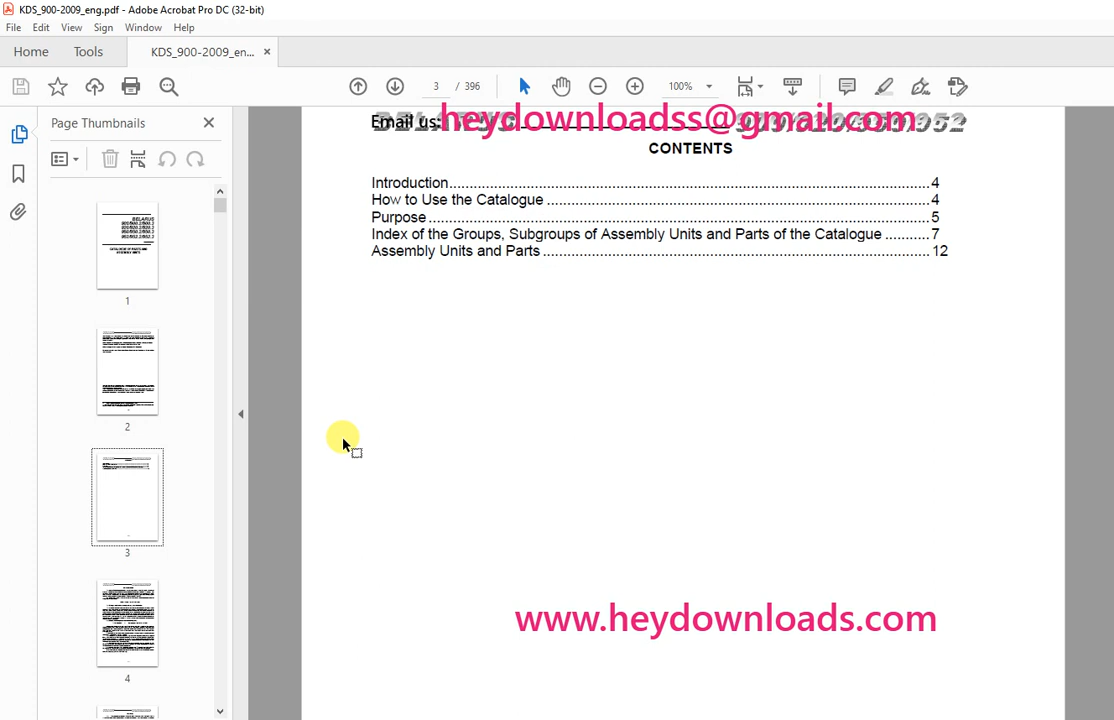 KDS_900-2009_eng.pdf - Adobe Acrobat Pro DC (32-bit)
File Edit View Sign Window Help
Home Tools KDS_900-2009_en... ×
3 / 396 100%
Page Thumbnails
Email us: heydownloadss@gmail.com
CONTENTS
Introduction........................................................................................................4
How to Use the Catalogue ..................................................................................4
Purpose .............................................................................................................5
Index of the Groups, Subgroups of Assembly Units and Parts of the Catalogue ...........7
Assembly Units and Parts ................................................................................... 12
www.heydownloads.com
BELARUS
1
2
3
4